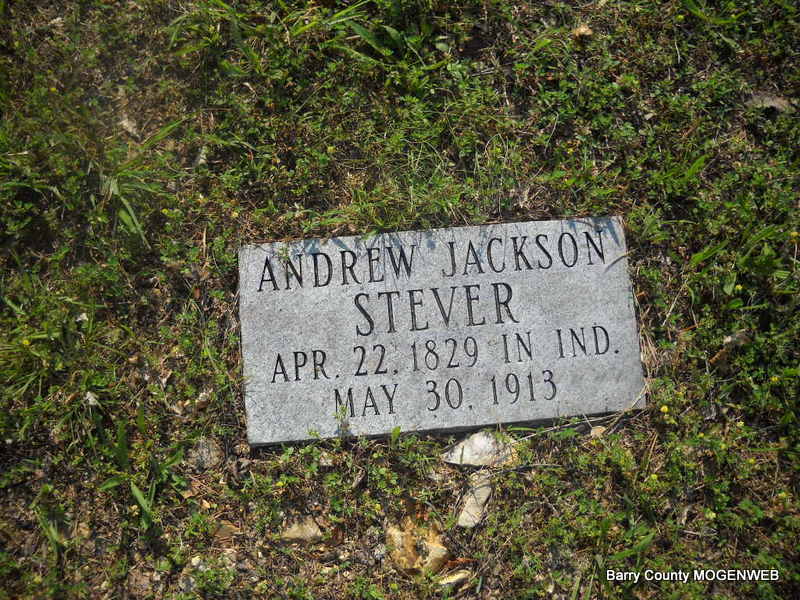 ANDREW JACKSON
STEVER
APR. 22, 1829 IN IND.
MAY 30, 1913
Barry County MOGENWEB